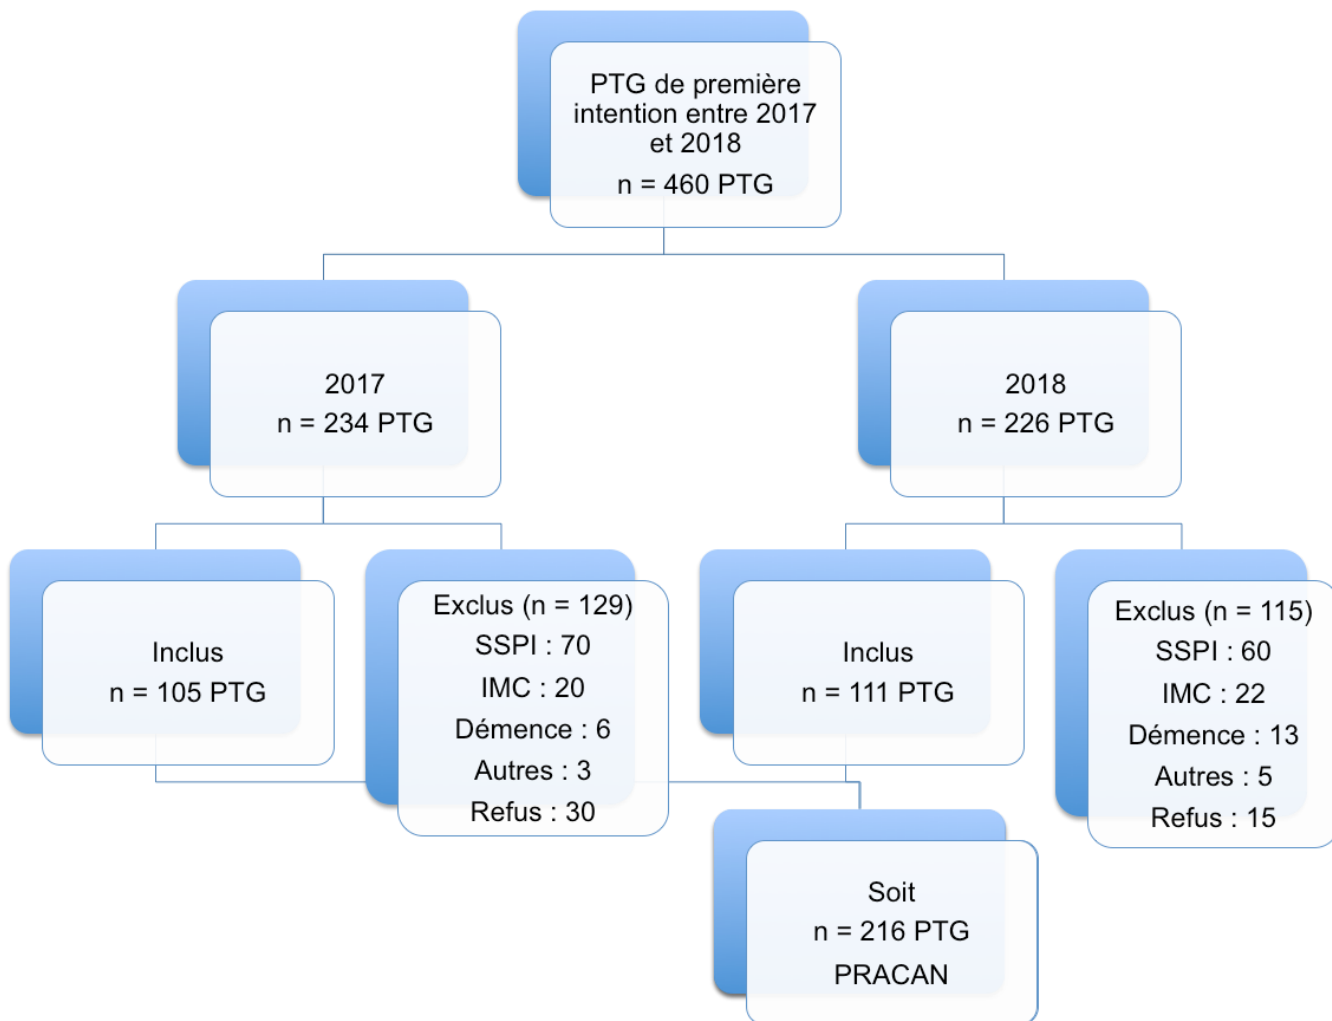 PTG de première
intention entre 2017
et 2018
n = 460 PTG
2017
n = 234 PTG
2018
n = 226 PTG
Inclus
n = 105 PTG
Exclus (n = 129)
SSPI : 70
IMC : 20
Démence : 6
Autres : 3
Refus : 30
Inclus
n = 111 PTG
Exclus (n = 115)
SSPI : 60
IMC : 22
Démence : 13
Autres : 5
Refus : 15
Soit
n = 216 PTG
PRACAN